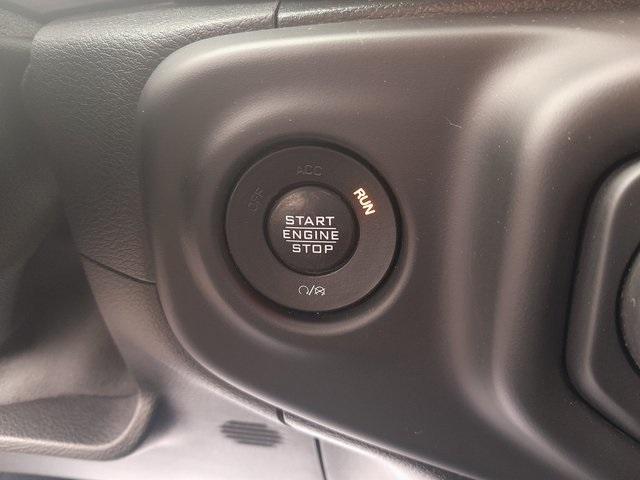 OFF ACC RUN
START
ENGINE
STOP